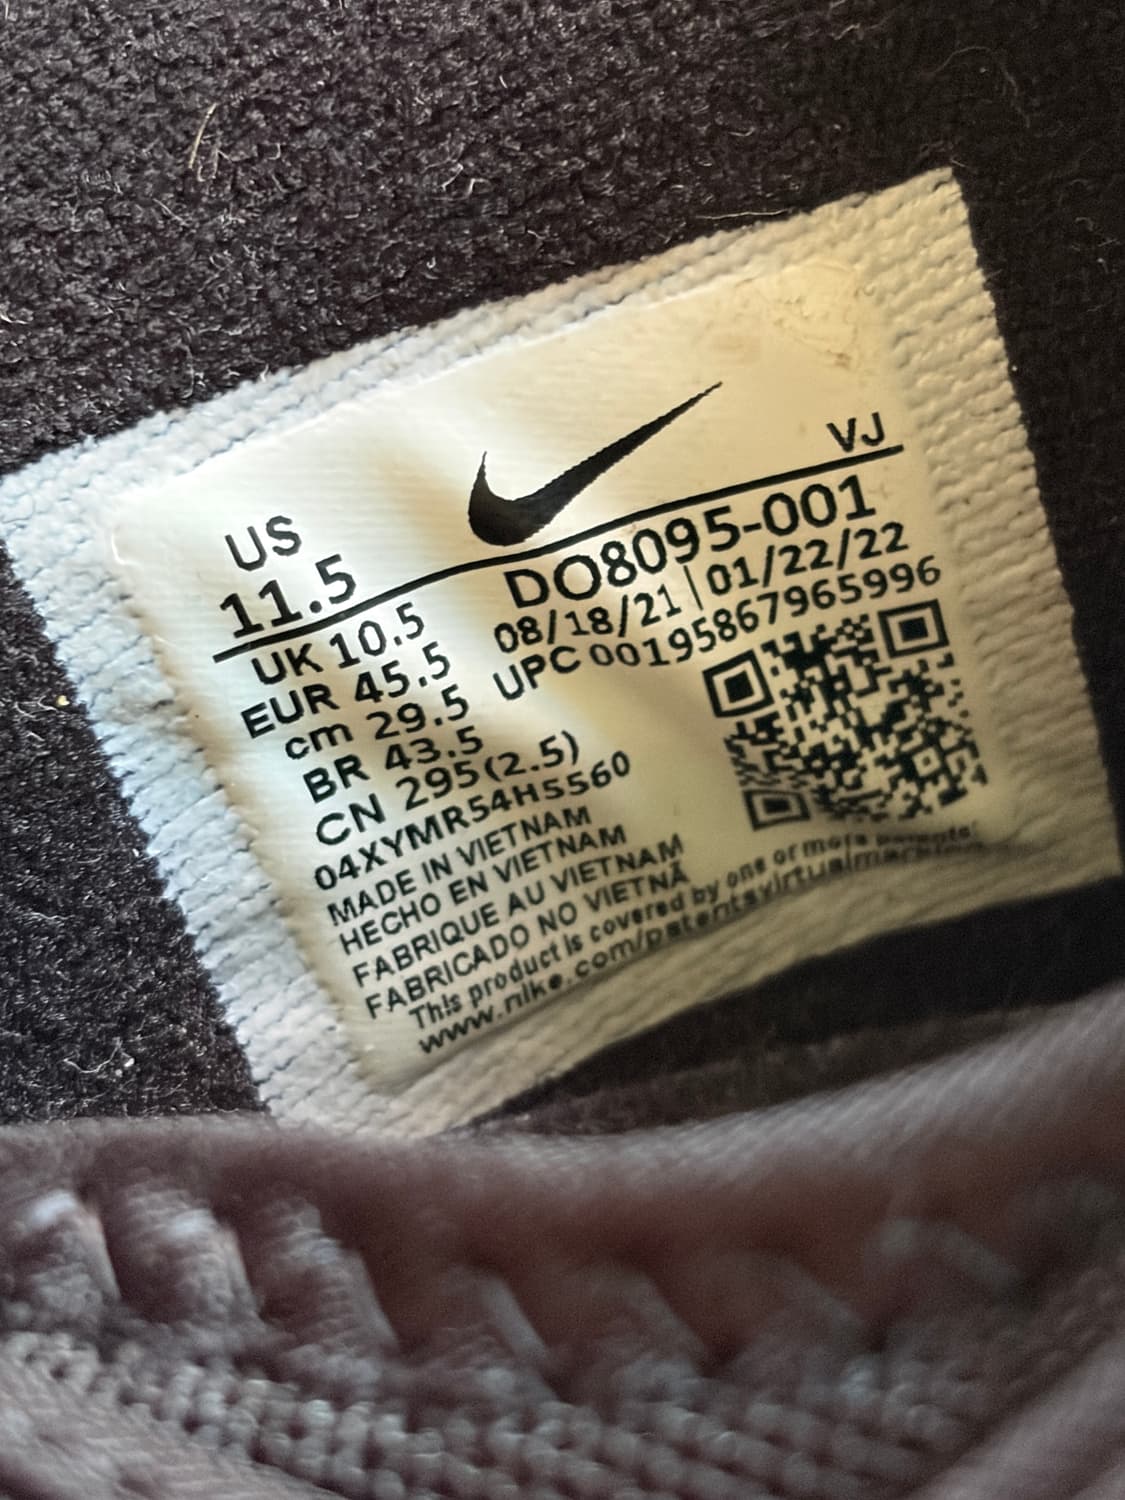 VJ
US
11.5
UK 10.5
EUR 45.5
cm 29.5
BR 43.5
CN 295(2.5)
DO8095-001
08/18/21 | 01/22/22
UPC 00195867965996
04XYMR54H5560
MADE IN VIETNAM
HECHO EN VIETNAM
FABRIQUE AU VIETNAM
FABRICADO NO VIETNÃ
This product is covered by one or more patents:
www.nike.com/patentsvirtualmarking